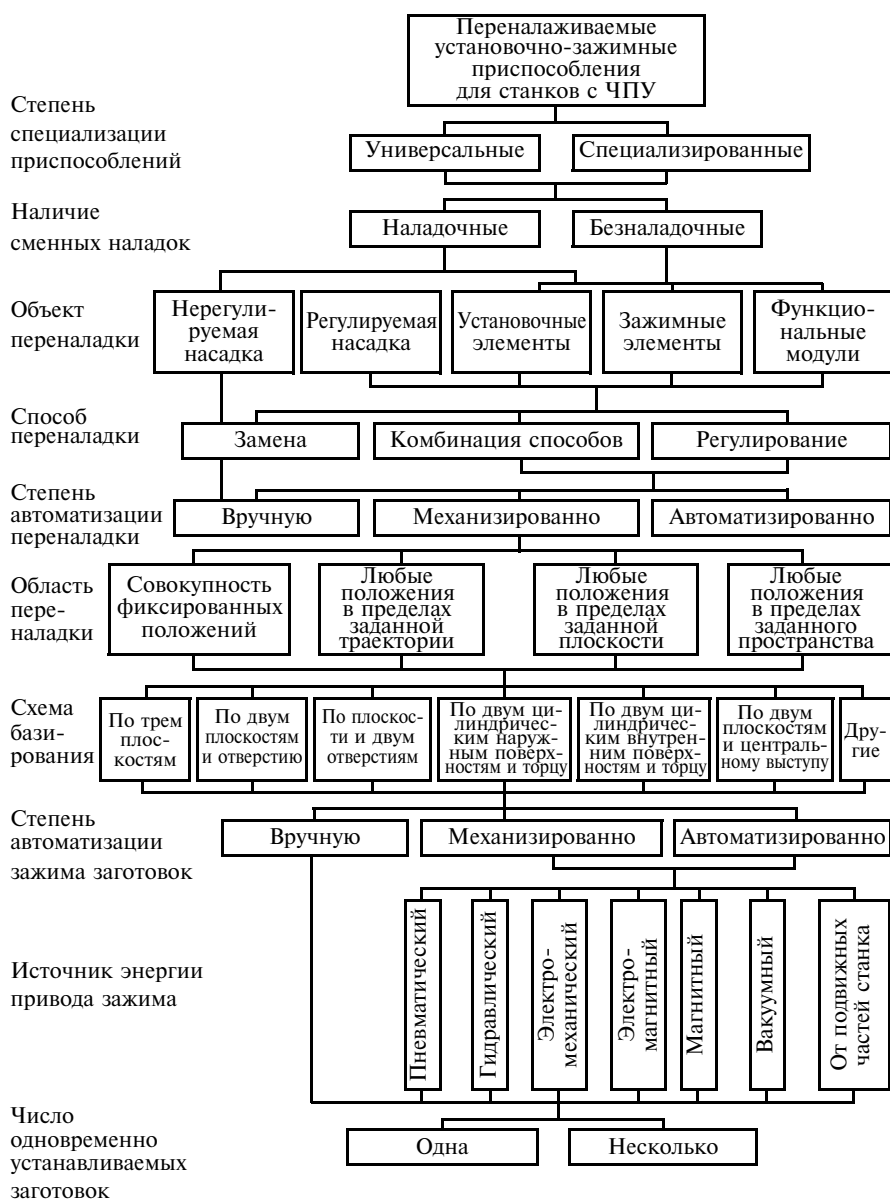 Переналаживаемые
установочно-зажимные
приспособления
для станков с ЧПУ
Степень
специализации
приспособлений
Универсальные
Специализированные
Наличие
сменных наладок
Наладочные
Безналадочные
Объект
переналадки
Нерегули-
руемая
насадка
Регулируемая
насадка
Установочные
элементы
Зажимные
элементы
Функцио-
нальные
модули
Способ
переналадки
Замена
Комбинация способов
Регулирование
Степень
автоматизации
переналадки
Вручную
Механизированно
Автоматизированно
Область
пере-
наладки
Совокупность
фиксированных
положений
Любые
положения
в пределах
заданной
траектории
Любые
положения
в пределах
заданной
плоскости
Любые
положения
в пределах
заданного
пространства
Схема
бази-
рования
По трем
плос-
костям
По двум
плоскостям
и отверстию
По плоскос-
ти и двум
отверстиям
По двум ци-
линдричес-
ким наруж-
ным поверх-
ностям и торцу
По двум ци-
линдричес-
ким внутрен-
ним поверх-
ностям и торцу
По двум
плоскостям
и централь-
ному выступу
Дру-
гие
Степень
автоматизации
зажима заготовок
Вручную
Механизированно
Автоматизированно
Источник энергии
привода зажима
Пневматический
Гидравлический
Электро-
механический
Электро-
магнитный
Магнитный
Вакуумный
От подвижных
частей станка
Число
одновременно
устанавливаемых
заготовок
Одна
Несколько